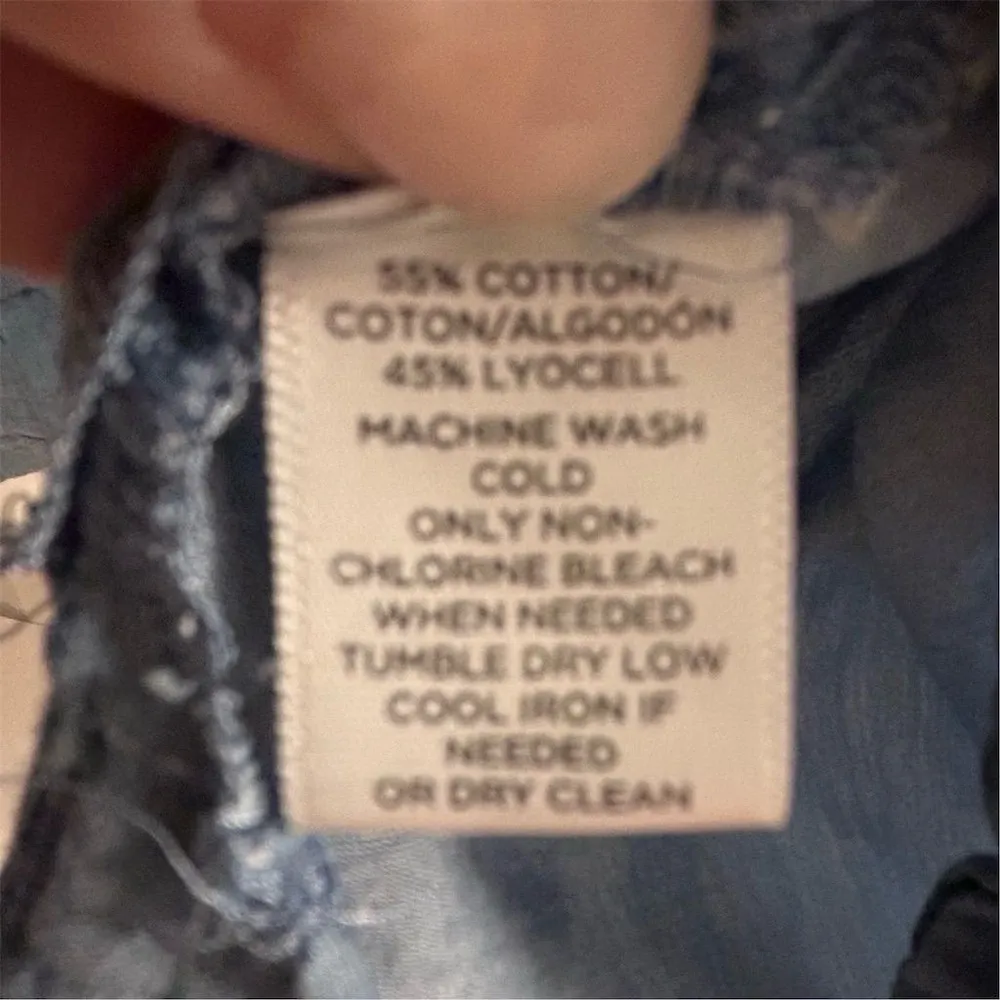 55% COTTON/
COTON/ALGODÓN
45% LYOCELL
MACHINE WASH
COLD
ONLY NON-
CHLORINE BLEACH
WHEN NEEDED
TUMBLE DRY LOW
COOL IRON IF
NEEDED
OR DRY CLEAN